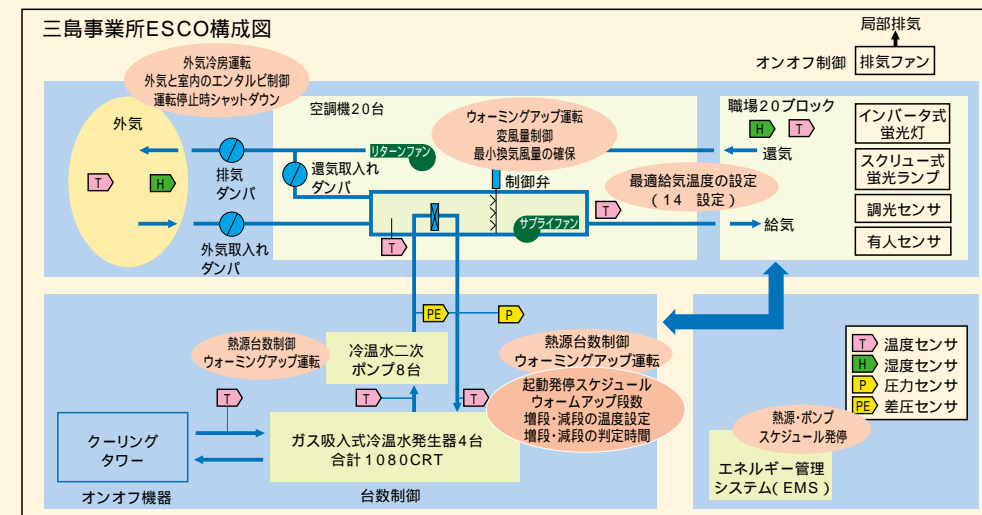 三島事業所ESCO構成図
局部排気
オンオフ制御
排気ファン
外気冷房運転
外気と室内のエンタルピ制御
運転停止時シャットダウン
空調機20台
ウォーミングアップ運転
変風量制御
最小換気風量の確保
職場20ブロック
H
T
インバータ式
蛍光灯
外気
リターンファン
還気
T
H
排気
ダンパ
還気取入れ
ダンパ
制御弁
最適給気温度の設定
(14　設定)
スクリュー式
蛍光ランプ
T
サプライファン
給気
調光センサ
外気取入れ
ダンパ
T
有人センサ
PE
P
熱源台数制御
ウォーミングアップ運転
冷温水二次
ポンプ8台
熱源台数制御
ウォーミングアップ運転
T 温度センサ
H 湿度センサ
P 圧力センサ
PE 差圧センサ
T
T
T
起動発停スケジュール
ウォームアップ段数
増段・減段の温度設定
増段・減段の判定時間
熱源・ポンプ
スケジュール発停
クーリング
タワー
ガス吸入式冷温水発生器4台
合計1080CRT
エネルギー管理
システム(EMS)
オンオフ機器
台数制御